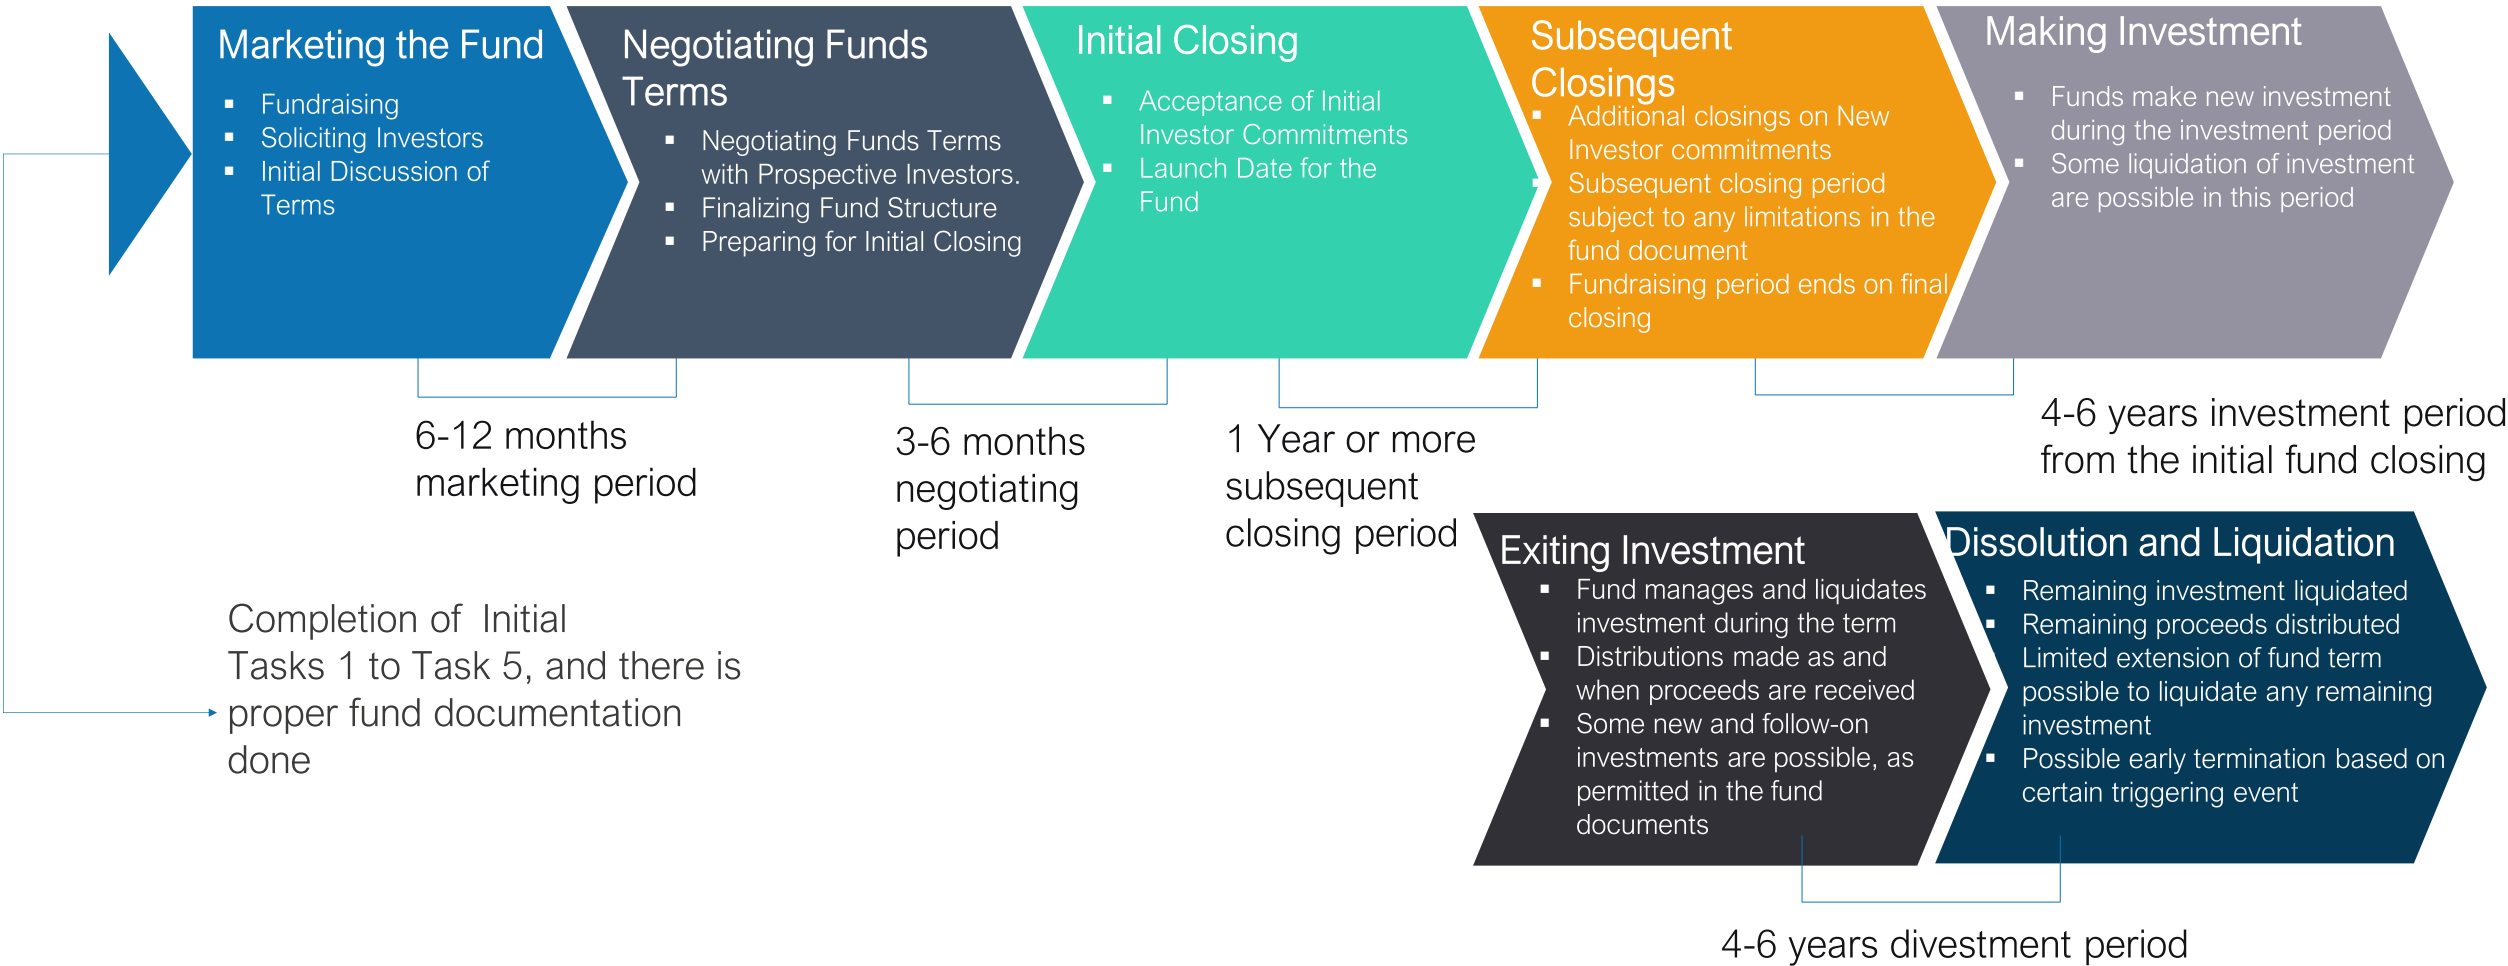 Marketing the Fund
Fundraising
Soliciting Investors
Initial Discussion of
Terms
Negotiating Funds
Terms
Negotiating Funds Terms
with Prospective Investors.
Finalizing Fund Structure
Preparing for Initial Closing
Initial Closing
Acceptance of Initial
Investor Commitments
Launch Date for the
Fund
Subsequent
Closings
Additional closings on New
Investor commitments
Subsequent closing period
subject to any limitations in the
fund document
Fundraising period ends on final
closing
Making Investment
Funds make new investment
during the investment period
Some liquidation of investment
are possible in this period
6-12 months
marketing period
3-6 months
negotiating
period
1 Year or more
subsequent
closing period
4-6 years investment period
from the initial fund closing
Completion of Initial
Tasks 1 to Task 5, and there is
proper fund documentation
done
Exiting Investment
Fund manages and liquidates
investment during the term
Distributions made as and
when proceeds are received
Some new and follow-on
investments are possible, as
permitted in the fund
documents
Dissolution and Liquidation
Remaining investment liquidated
Remaining proceeds distributed
Limited extension of fund term
possible to liquidate any remaining
investment
Possible early termination based on
certain triggering event
4-6 years divestment period